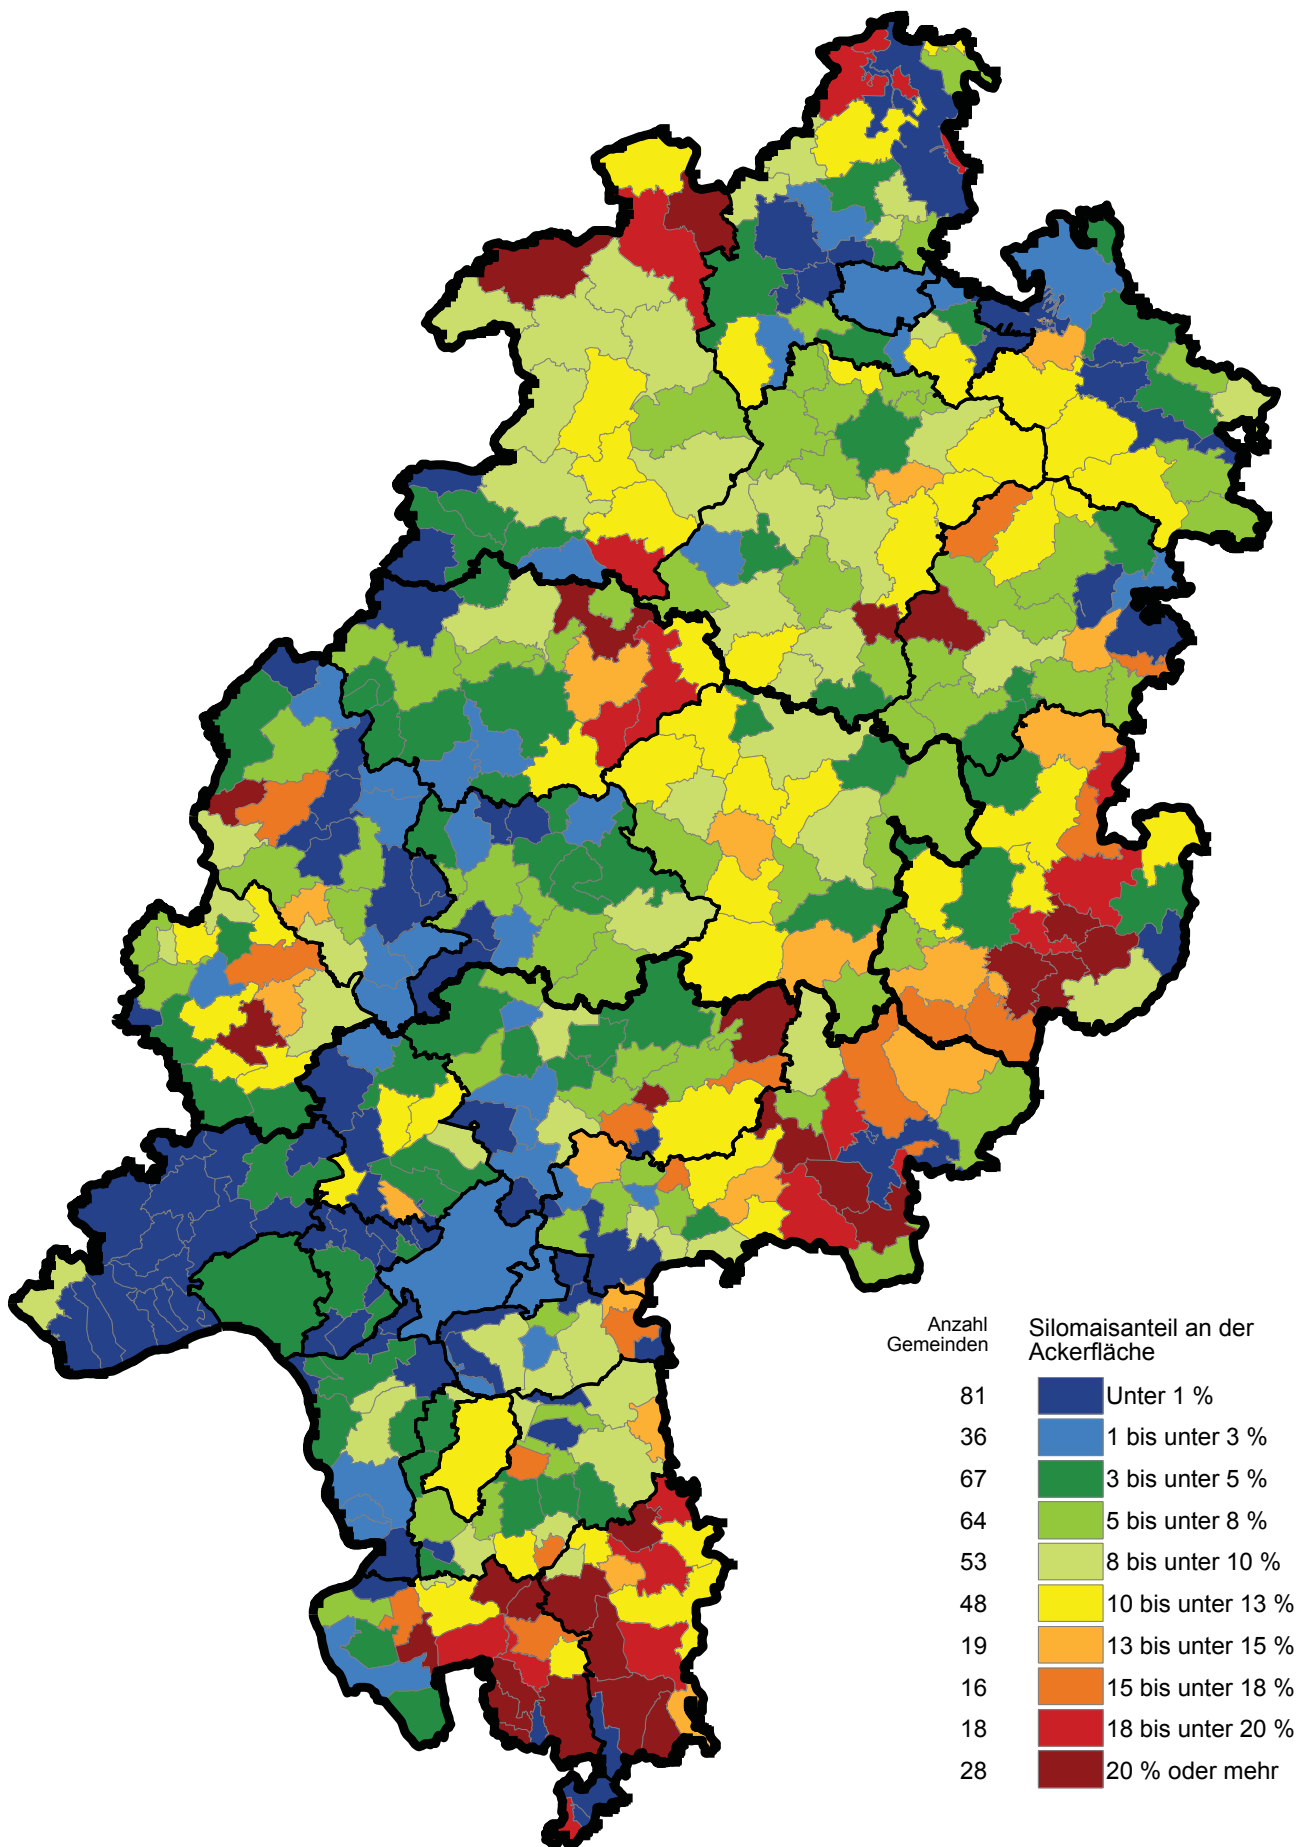 Anzahl
Gemeinden
Silomaisanteil an der
Ackerfläche
81 Unter 1 %
36 1 bis unter 3 %
67 3 bis unter 5 %
64 5 bis unter 8 %
53 8 bis unter 10 %
48 10 bis unter 13 %
19 13 bis unter 15 %
16 15 bis unter 18 %
18 18 bis unter 20 %
28 20 % oder mehr